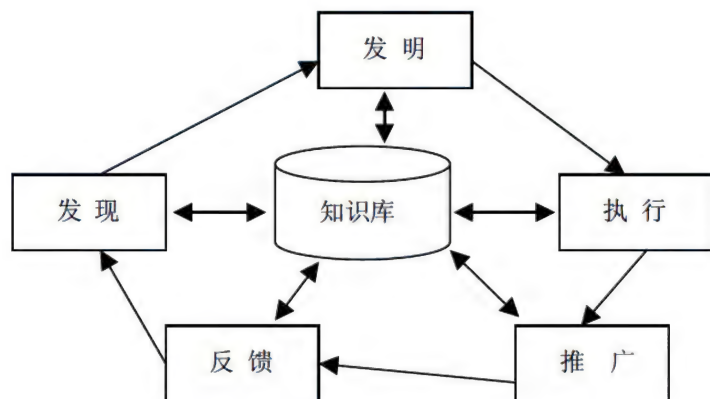 发 明
发 现
知识库
执 行
反 馈
推 广